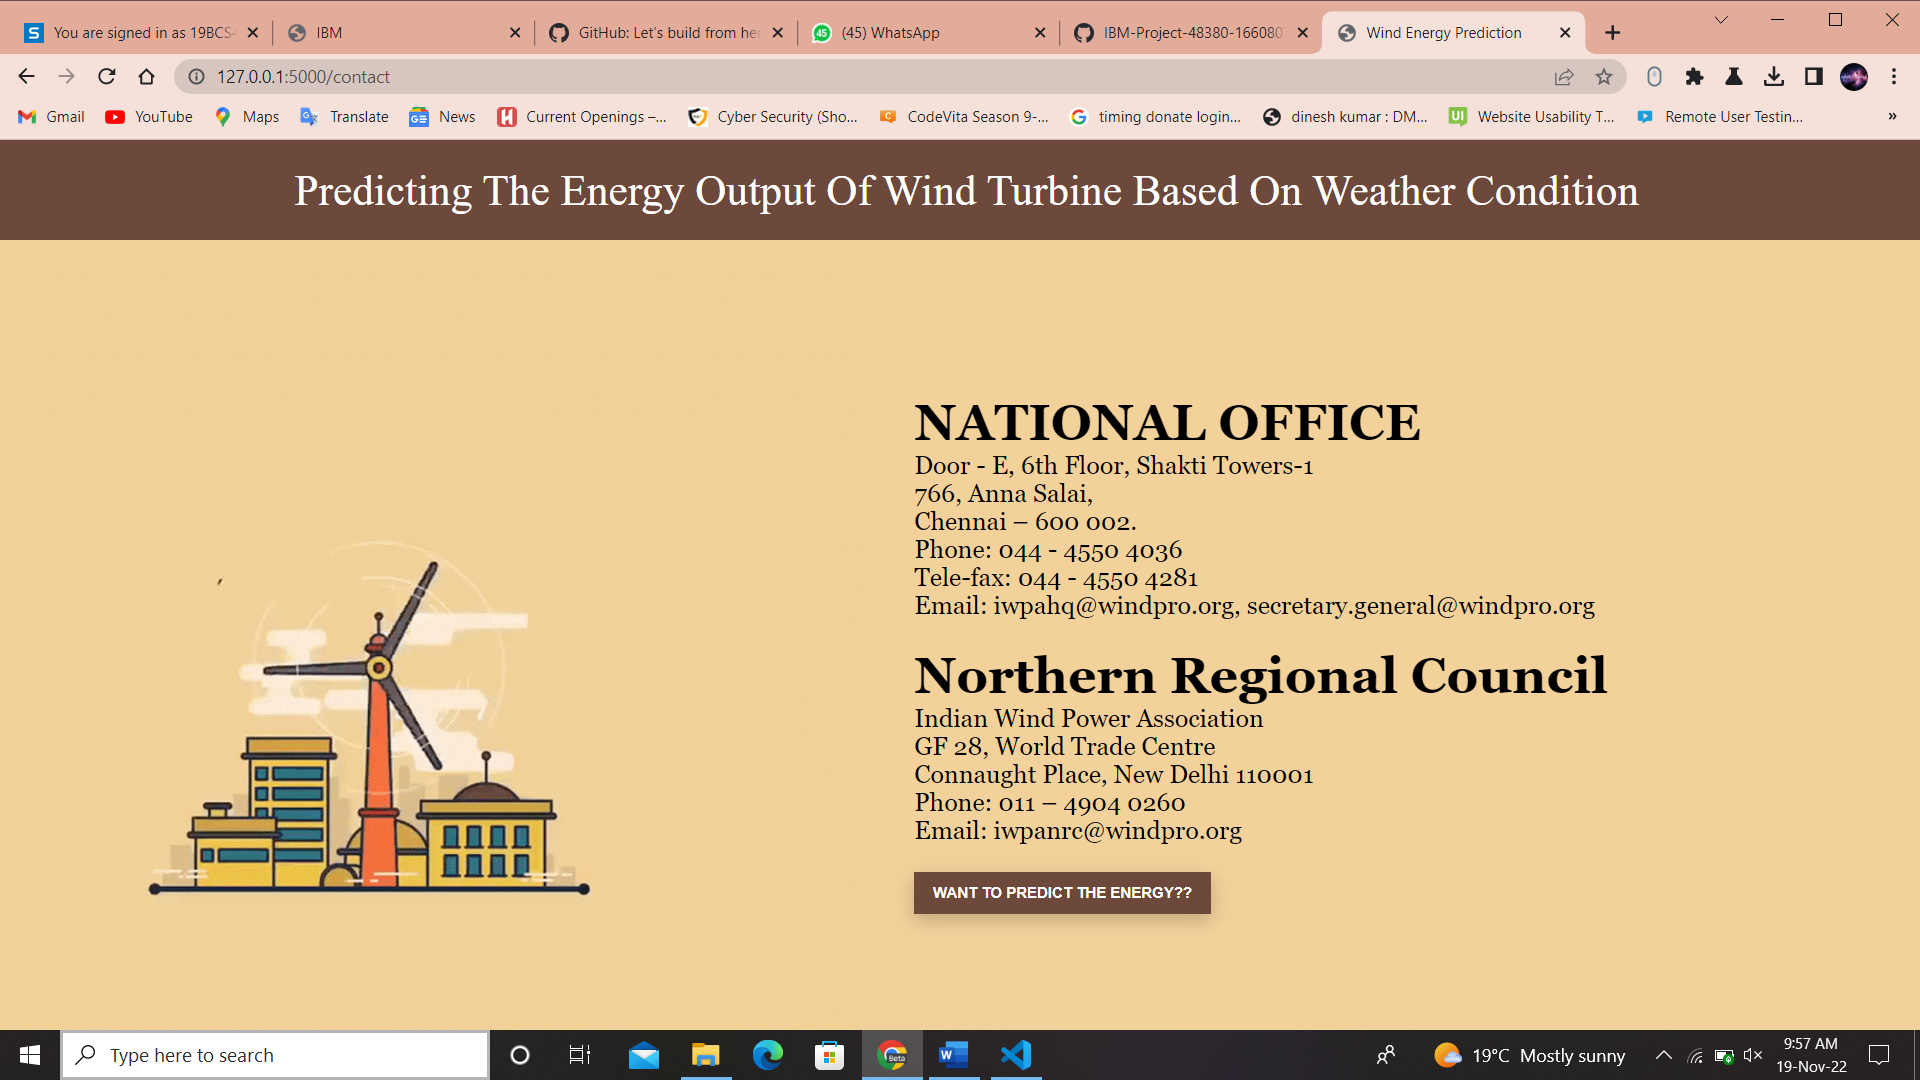 You are signed in as 19BCS
IBM
GitHub: Let's build from her
(45) WhatsApp
IBM-Project-48380-166080
Wind Energy Prediction
127.0.0.1:5000/contact
Gmail
YouTube
Maps
Translate
News
Current Openings –...
Cyber Security (Sho...
CodeVita Season 9-...
timing donate login...
dinesh kumar : DM...
Website Usability T...
Remote User Testin...
»
Predicting The Energy Output Of Wind Turbine Based On Weather Condition
NATIONAL OFFICE
Door - E, 6th Floor, Shakti Towers-1
766, Anna Salai,
Chennai – 600 002.
Phone: 044 - 4550 4036
Tele-fax: 044 - 4550 4281
Email: iwpahq@windpro.org, secretary.general@windpro.org
Northern Regional Council
Indian Wind Power Association
GF 28, World Trade Centre
Connaught Place, New Delhi 110001
Phone: 011 – 4904 0260
Email: iwpanrc@windpro.org
WANT TO PREDICT THE ENERGY??
Type here to search
19°C Mostly sunny
9:57 AM
19-Nov-22